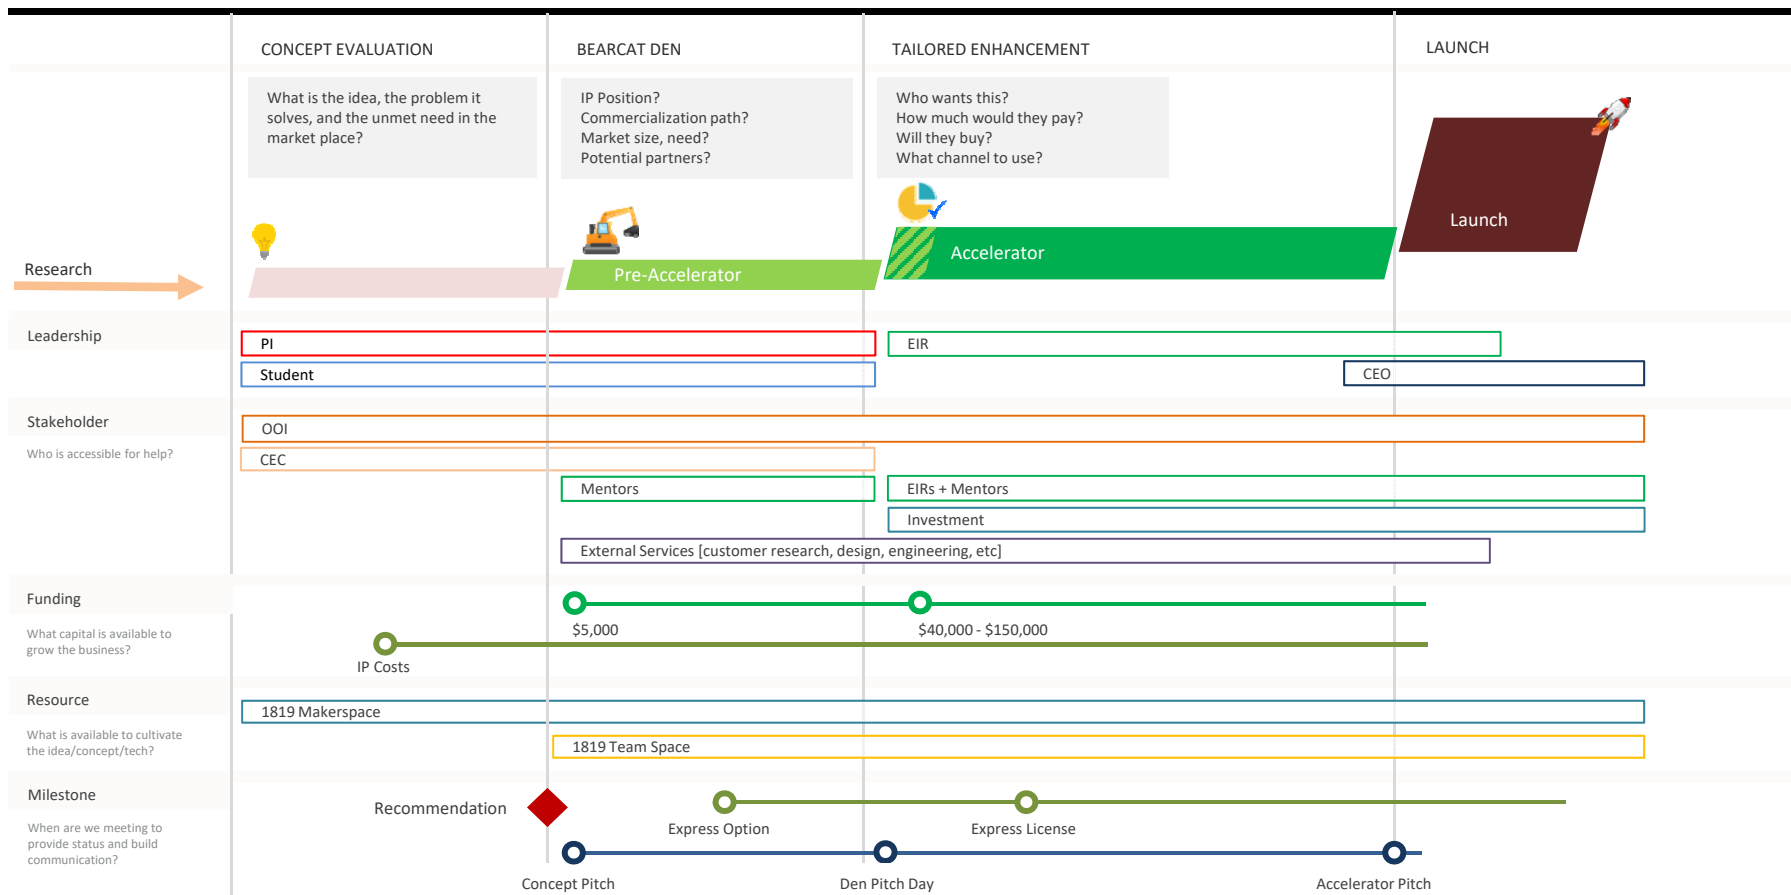 CONCEPT EVALUATION
BEARCAT DEN
TAILORED ENHANCEMENT
LAUNCH
What is the idea, the problem it
solves, and the unmet need in the
market place?
IP Position?
Commercialization path?
Market size, need?
Potential partners?
Who wants this?
How much would they pay?
Will they buy?
What channel to use?
Research
Pre-Accelerator
Accelerator
Launch
Leadership
PI
EIR
Student
CEO
Stakeholder
Who is accessible for help?
OOI
CEC
Mentors
EIRs + Mentors
Investment
External Services [customer research, design, engineering, etc]
Funding
What capital is available to
grow the business?
$5,000
$40,000 - $150,000
IP Costs
Resource
What is available to cultivate
the idea/concept/tech?
1819 Makerspace
1819 Team Space
Milestone
When are we meeting to
provide status and build
communication?
Recommendation
Express Option
Express License
Concept Pitch
Den Pitch Day
Accelerator Pitch